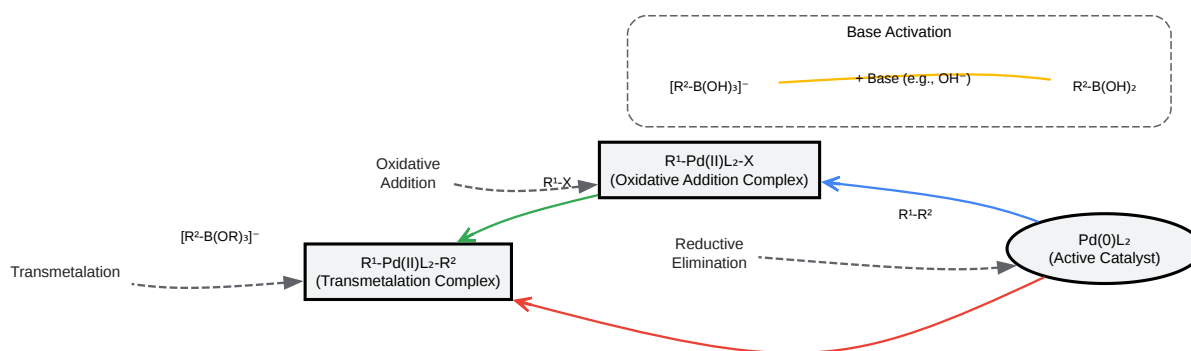 Base Activation
[R²-B(OH)₃]⁻
+ Base (e.g., OH⁻)
R²-B(OH)₂
Oxidative
Addition
R¹-X
R¹-Pd(II)L₂-X
(Oxidative Addition Complex)
R¹-R²
[R²-B(OR)₃]⁻
Transmetalation
R¹-Pd(II)L₂-R²
(Transmetalation Complex)
Reductive
Elimination
Pd(0)L₂
(Active Catalyst)